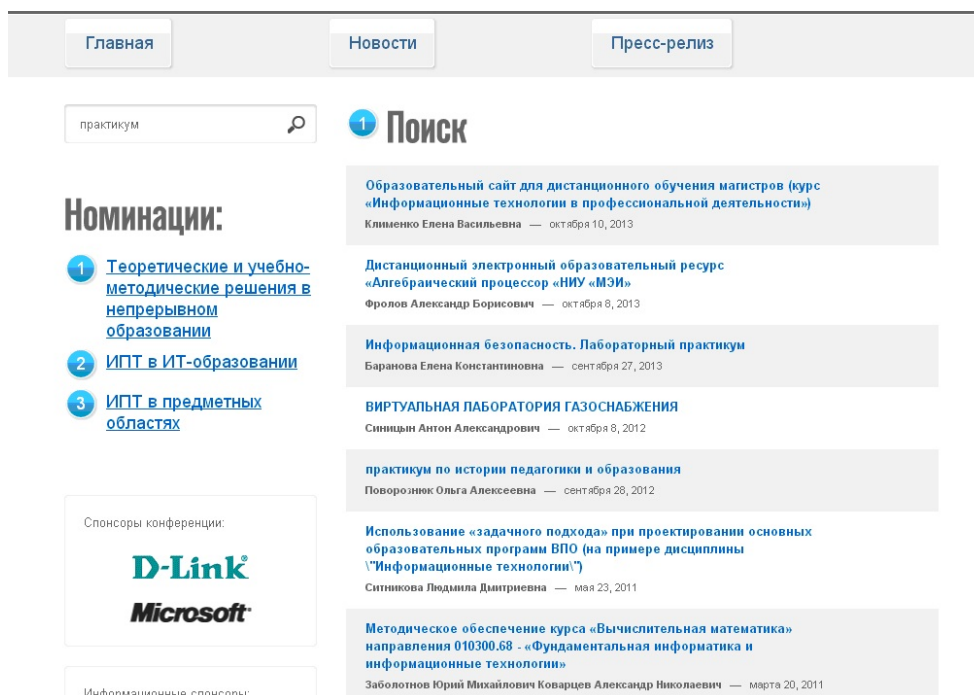 Главная
Новости
Пресс-релиз
практикум
1 Поиск
Номинации:
1 Теоретические и учебно-
методические решения в
непрерывном
образовании
2 ИПТ в ИТ-образовании
3 ИПТ в предметных
областях
Спонсоры конференции:
D-Link
Microsoft
Информационные спонсоры:
Образовательный сайт для дистанционного обучения магистров (курс
«Информационные технологии в профессиональной деятельности»)
Клименко Елена Васильевна — октября 10, 2013
Дистанционный электронный образовательный ресурс
«Алгебраический процессор «НИУ «МЭИ»
Фролов Александр Борисович — октября 8, 2013
Информационная безопасность. Лабораторный практикум
Баранова Елена Константиновна — сентября 27, 2013
ВИРТУАЛЬНАЯ ЛАБОРАТОРИЯ ГАЗОСНАБЖЕНИЯ
Синицын Антон Александрович — октября 8, 2012
практикум по истории педагогики и образования
Поворознюк Ольга Алексеевна — сентября 28, 2012
Использование «задачного подхода» при проектировании основных
образовательных программ ВПО (на примере дисциплины
\"Информационные технологии\")
Ситникова Людмила Дмитриевна — мая 23, 2011
Методическое обеспечение курса «Вычислительная математика»
направления 010300.68 - «Фундаментальная информатика и
информационные технологии»
Заболотнов Юрий Михайлович Коварцев Александр Николаевич — марта 20, 2011